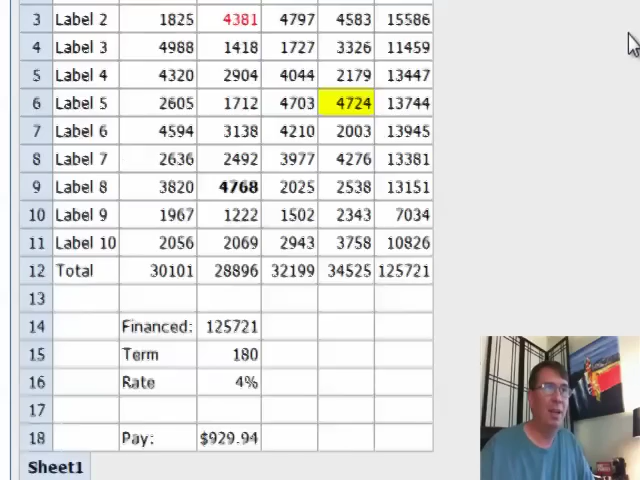 3 Label 2 1825 4381 4797 4583 15586
4 Label 3 4988 1418 1727 3326 11459
5 Label 4 4320 2904 4044 2179 13447
6 Label 5 2605 1712 4703 4724 13744
7 Label 6 4594 3138 4210 2003 13945
8 Label 7 2636 2492 3977 4276 13381
9 Label 8 3820 4768 2025 2538 13151
10 Label 9 1967 1222 1502 2343 7034
11 Label 10 2056 2069 2943 3758 10826
12 Total 30101 28896 32199 34525 125721
13
14 Financed: 125721
15 Term 180
16 Rate 4%
17
18 Pay: $929.94
Sheet1